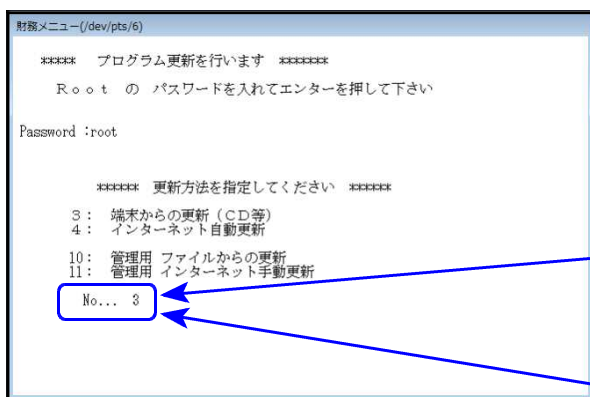 財務メニュー(/dev/pts/6)
***** プログラム更新を行います *******
Ｒｏｏｔ の パスワードを入れてエンターを押して下さい
Password :root
****** 更新方法を指定してください ******
３： 端末からの更新（ＣＤ等）
４： インターネット自動更新
10： 管理用 ファイルからの更新
11： 管理用 インターネット手動更新
No... 3